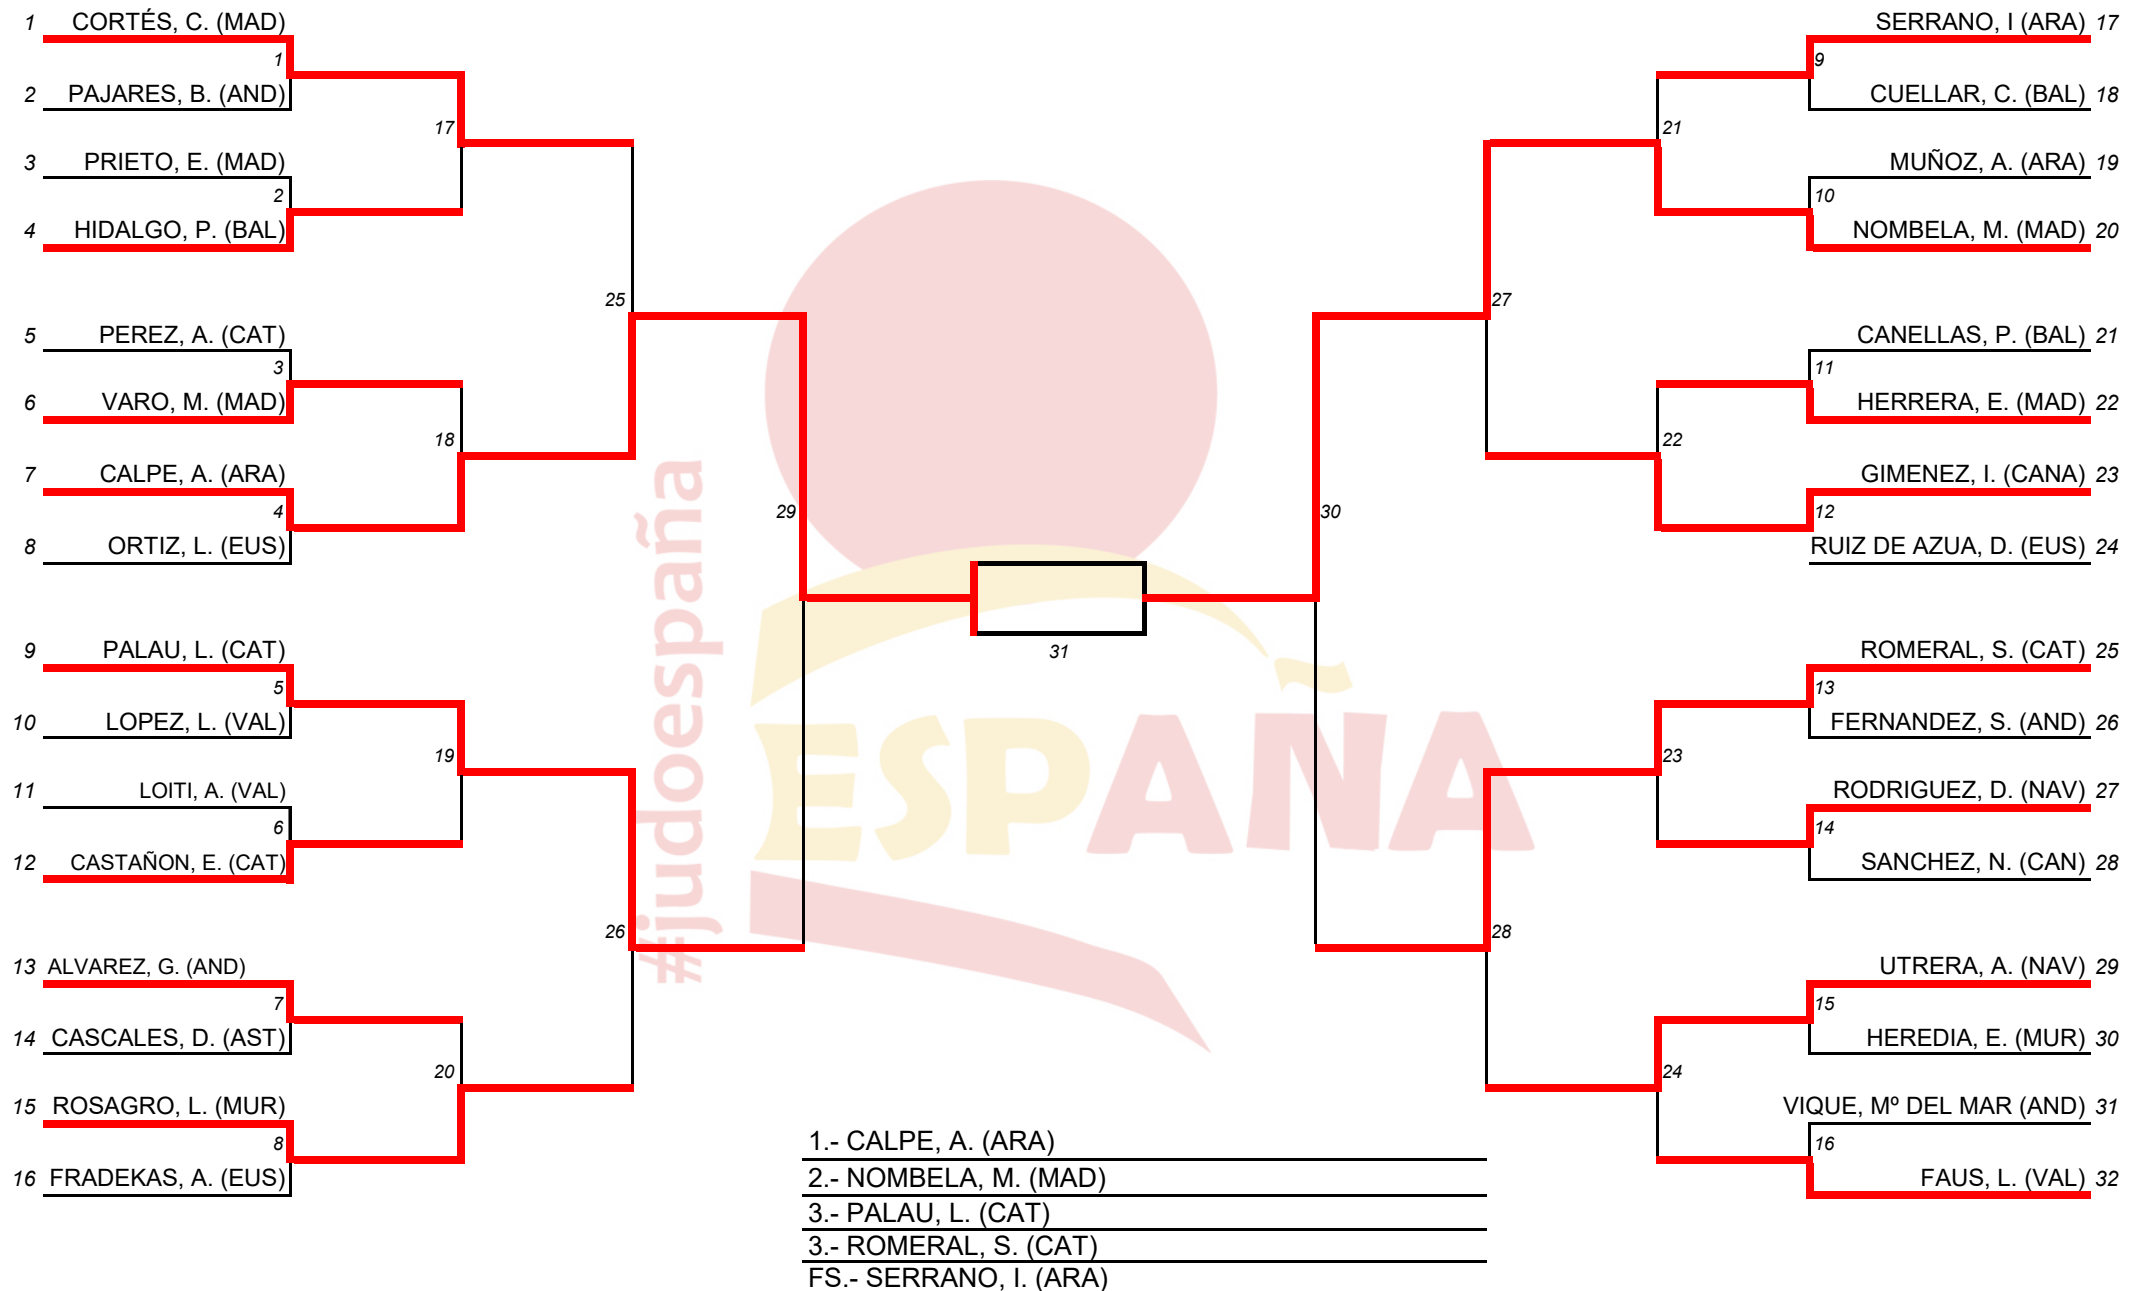 1 CORTÉS, C. (MAD)
1
2 PAJARES, B. (AND)
17
3 PRIETO, E. (MAD)
2
4 HIDALGO, P. (BAL)
25
5 PEREZ, A. (CAT)
3
6 VARO, M. (MAD)
18
7 CALPE, A. (ARA)
4
8 ORTIZ, L. (EUS)
29
9 PALAU, L. (CAT)
5
10 LOPEZ, L. (VAL)
19
11 LOITI, A. (VAL)
6
12 CASTAÑON, E. (CAT)
26
13 ALVAREZ, G. (AND)
7
14 CASCALES, D. (AST)
20
15 ROSAGRO, L. (MUR)
8
16 FRADEKAS, A. (EUS)
#judoespaña
ESPAÑA
31
SERRANO, I (ARA) 17
9
CUELLAR, C. (BAL) 18
21
MUÑOZ, A. (ARA) 19
10
NOMBELA, M. (MAD) 20
27
CANELLAS, P. (BAL) 21
11
HERRERA, E. (MAD) 22
22
GIMENEZ, I. (CANA) 23
12
RUIZ DE AZUA, D. (EUS) 24
30
ROMERAL, S. (CAT) 25
13
FERNANDEZ, S. (AND) 26
23
RODRIGUEZ, D. (NAV) 27
14
SANCHEZ, N. (CAN) 28
28
UTRERA, A. (NAV) 29
15
HEREDIA, E. (MUR) 30
24
VIQUE, Mº DEL MAR (AND) 31
16
FAUS, L. (VAL) 32
1.- CALPE, A. (ARA)
2.- NOMBELA, M. (MAD)
3.- PALAU, L. (CAT)
3.- ROMERAL, S. (CAT)
FS.- SERRANO, I. (ARA)